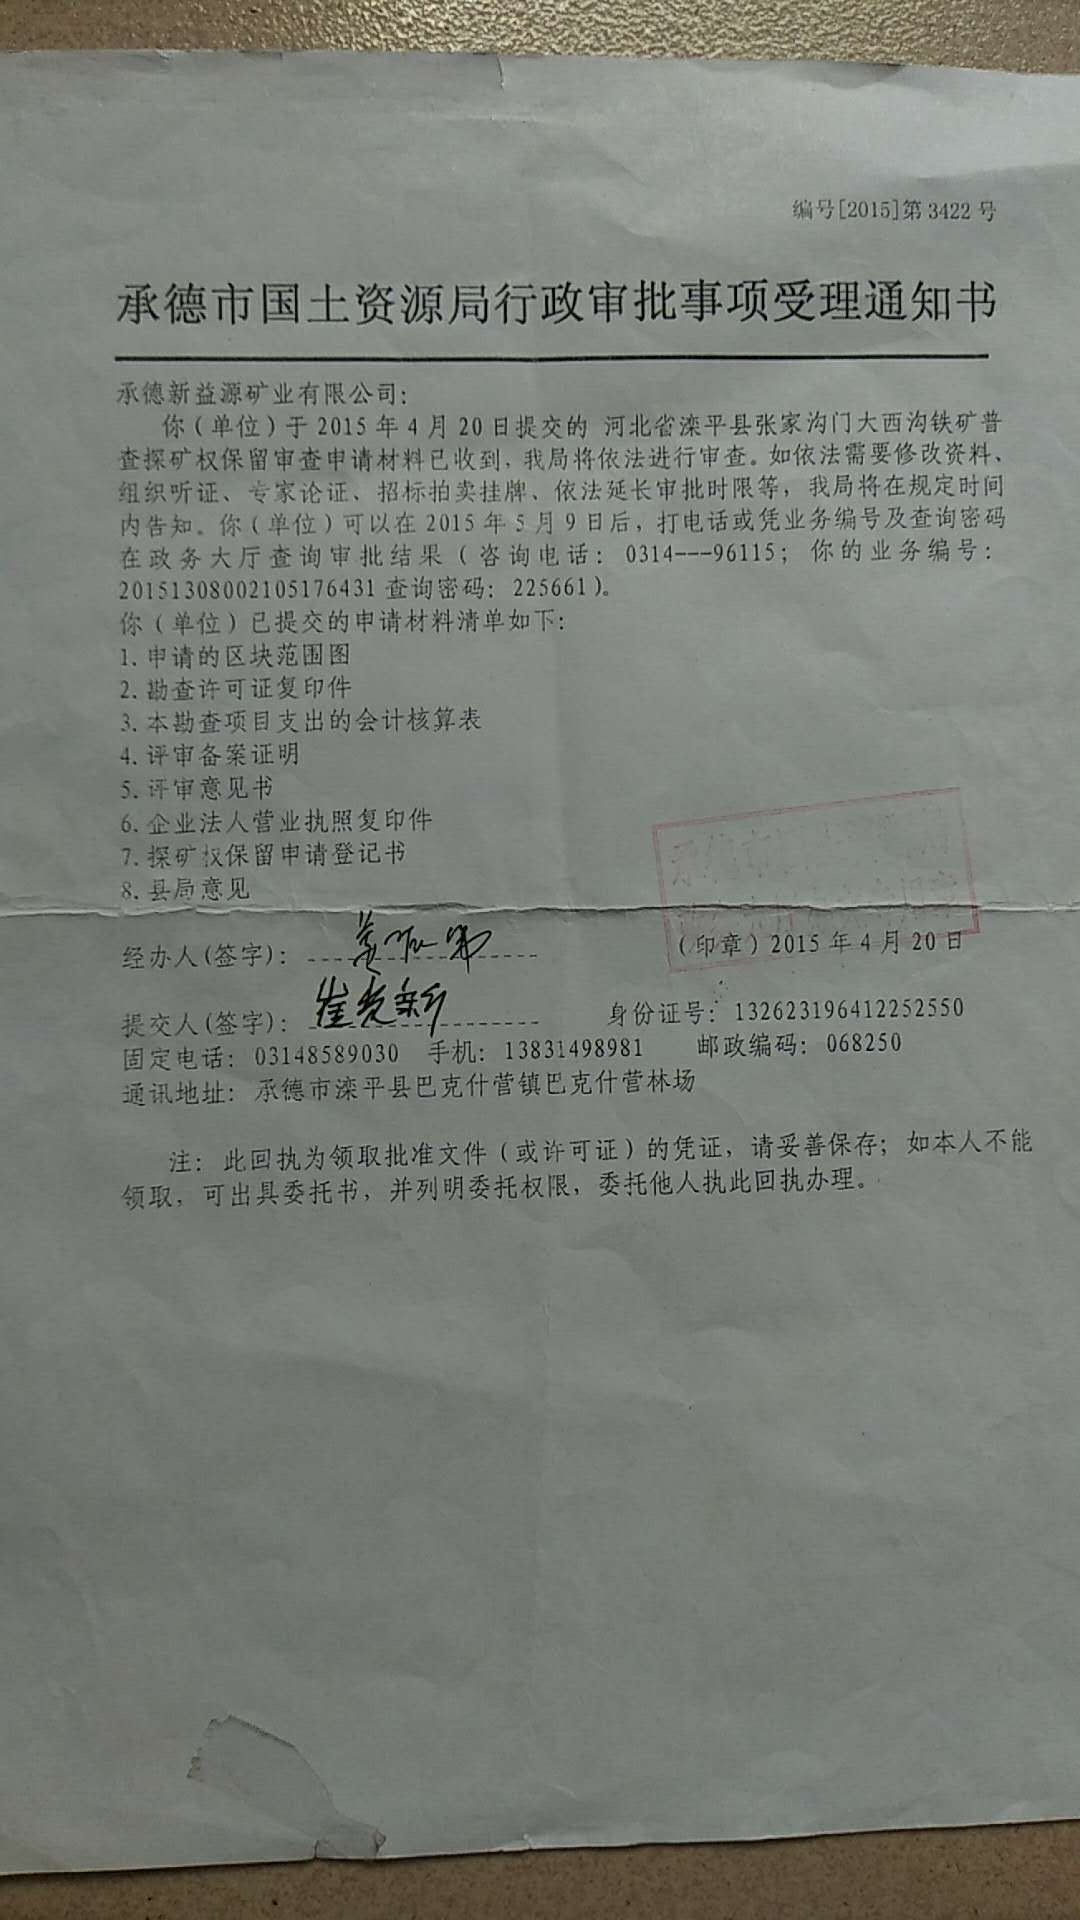 编号[2015]第3422号
承德市国土资源局行政审批事项受理通知书
承德新益源矿业有限公司：
你（单位）于2015年4月20日提交的 河北省滦平县张家沟门大西沟铁矿普
查探矿权保留审查申请材料已收到，我局将依法进行审查。如依法需要修改资料、
组织听证、专家论证、招标拍卖挂牌、依法延长审批时限等，我局将在规定时间
内告知。你（单位）可以在2015年5月9日后，打电话或凭业务编号及查询密码
在政务大厅查询审批结果（咨询电话：0314---96115；你的业务编号：
20151308002105176431查询密码：225661）。
你（单位）已提交的申请材料清单如下：
1.申请的区块范围图
2.勘查许可证复印件
3.本勘查项目支出的会计核算表
4.评审备案证明
5.评审意见书
6.企业法人营业执照复印件
7.探矿权保留申请登记书
8.县局意见
经办人(签字)：
（印章）2015年4月20日
提交人(签字)： 身份证号：132623196412252550
固定电话：03148589030 手机：13831498981 邮政编码：068250
通讯地址：承德市滦平县巴克什营镇巴克什营林场
注：此回执为领取批准文件（或许可证）的凭证，请妥善保存；如本人不能
领取，可出具委托书，并列明委托权限，委托他人执此回执办理。